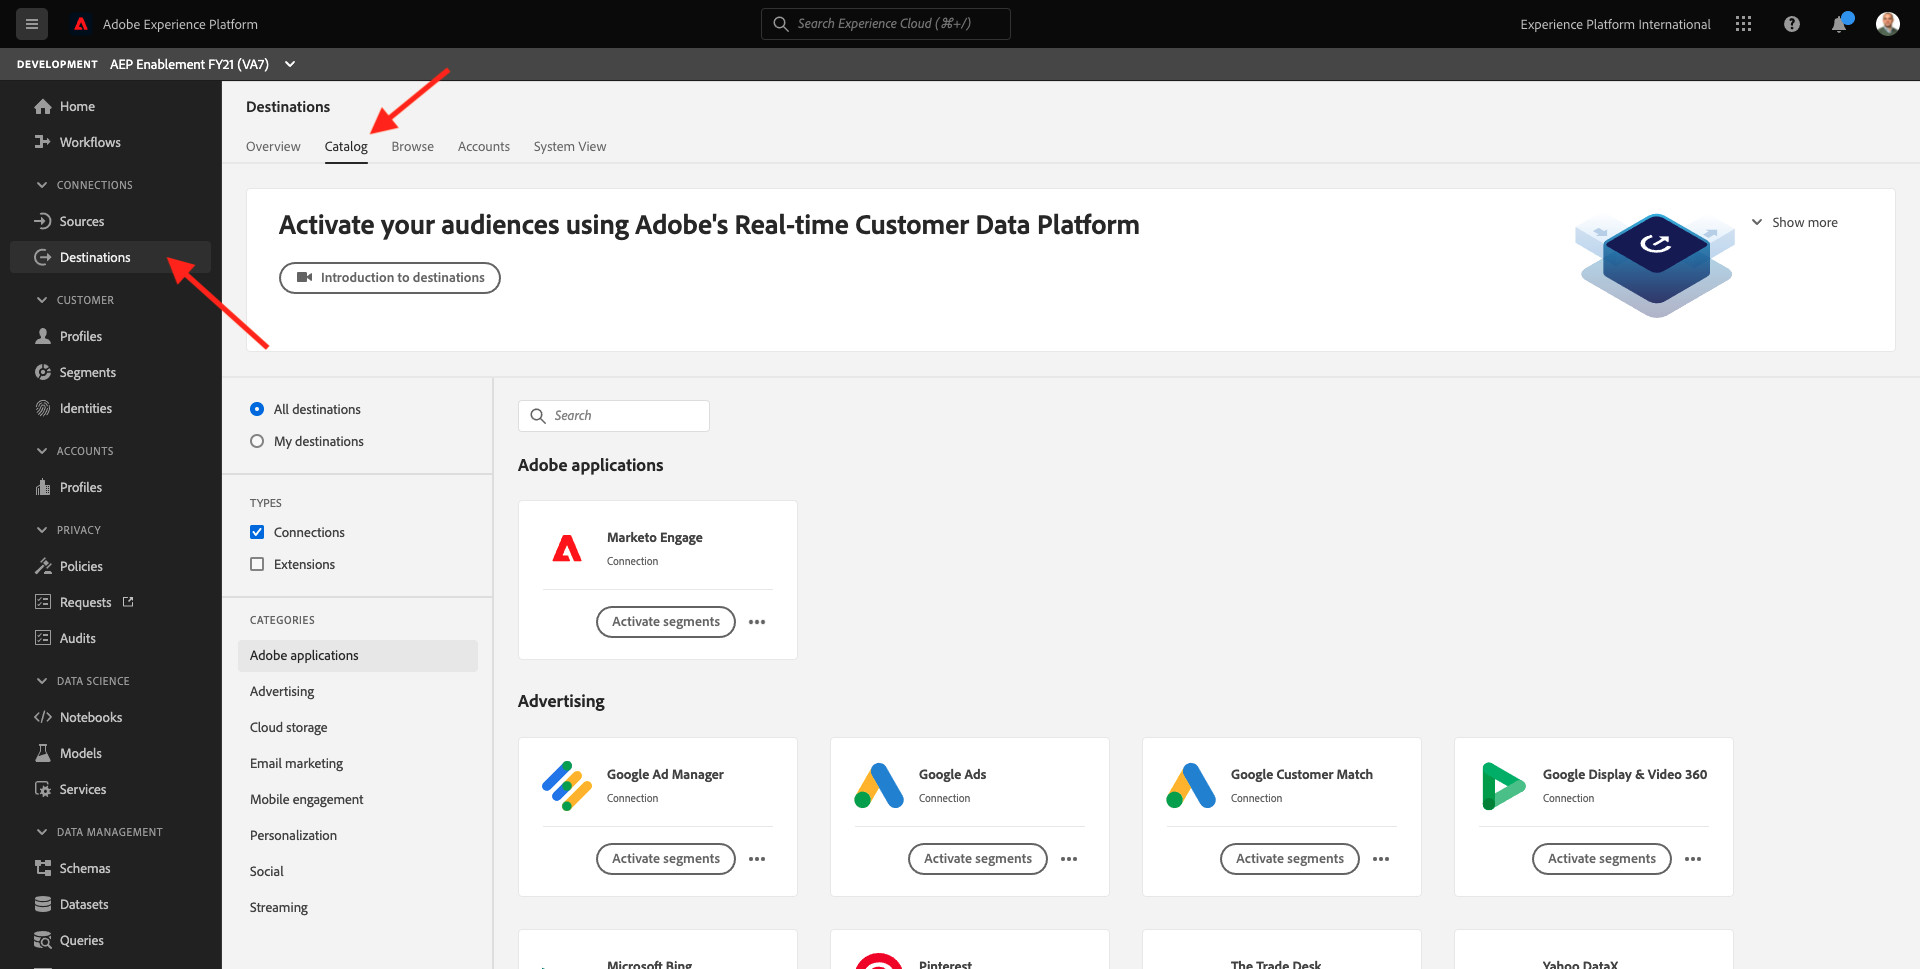 Adobe Experience Platform
Search Experience Cloud (⌘+/)
Experience Platform International
DEVELOPMENT AEP Enablement FY21 (VA7)
Home
Workflows
CONNECTIONS
Sources
Destinations
CUSTOMER
Profiles
Segments
Identities
ACCOUNTS
Profiles
PRIVACY
Policies
Requests
Audits
DATA SCIENCE
Notebooks
Models
Services
DATA MANAGEMENT
Schemas
Datasets
Queries
Destinations
Overview Catalog Browse Accounts System View
Activate your audiences using Adobe's Real-time Customer Data Platform
Introduction to destinations
Show more
All destinations
My destinations
TYPES
Connections
Extensions
CATEGORIES
Adobe applications
Advertising
Cloud storage
Email marketing
Mobile engagement
Personalization
Social
Streaming
Search
Adobe applications
Marketo Engage
Connection
Activate segments
Advertising
Google Ad Manager
Connection
Activate segments
Google Ads
Connection
Activate segments
Google Customer Match
Connection
Activate segments
Google Display & Video 360
Connection
Activate segments
Microsoft Bing
Pinterest
The Trade Desk
Yahoo DataX